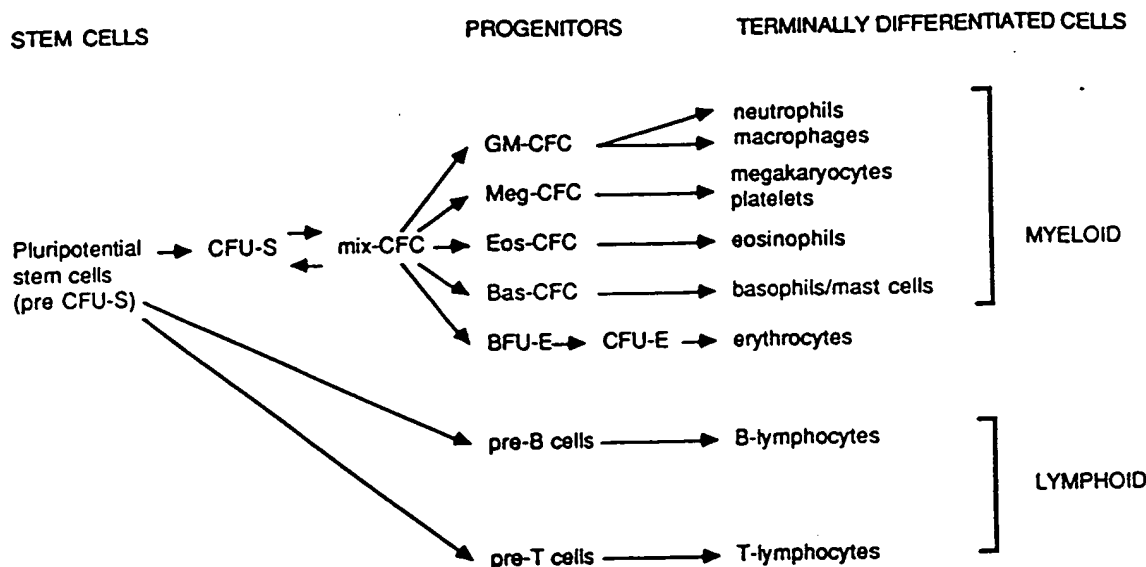 STEM CELLS PROGENITORS TERMINALLY DIFFERENTIATED CELLS
neutrophils
GM-CFC macrophages
megakaryocytes
Meg-CFC platelets
Pluripotential stem cells (pre CFU-S) CFU-S mix-CFC Eos-CFC eosinophils MYELOID
Bas-CFC basophils/mast cells
BFU-E CFU-E erythrocytes
pre-B cells B-lymphocytes
LYMPHOID
pre-T cells T-lymphocytes